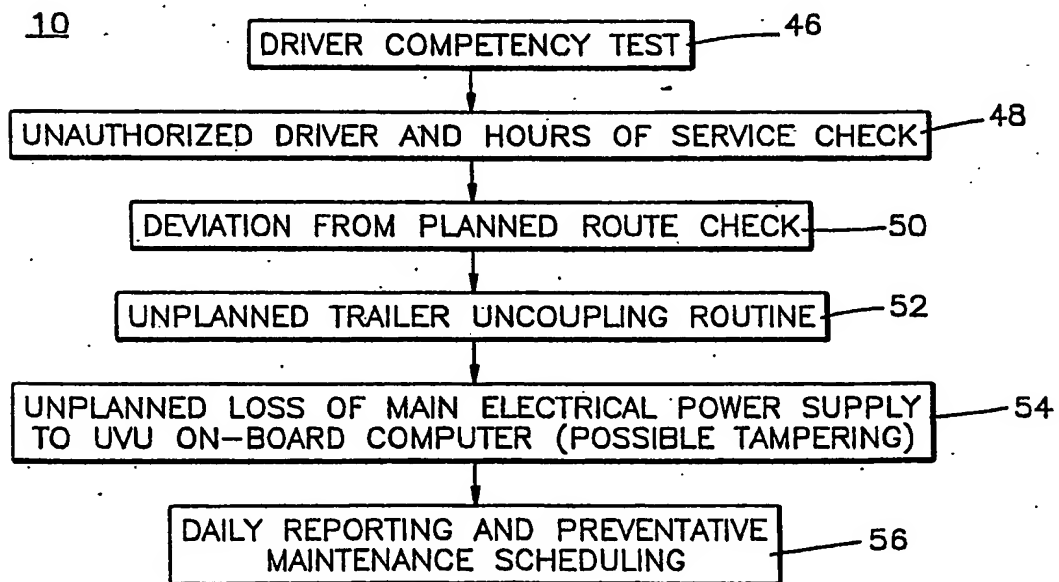 10
DRIVER COMPETENCY TEST
46
UNAUTHORIZED DRIVER AND HOURS OF SERVICE CHECK
48
DEVIATION FROM PLANNED ROUTE CHECK
50
UNPLANNED TRAILER UNCOUPLING ROUTINE
52
UNPLANNED LOSS OF MAIN ELECTRICAL POWER SUPPLY
TO UVU ON-BOARD COMPUTER (POSSIBLE TAMPERING)
54
DAILY REPORTING AND PREVENTATIVE
MAINTENANCE SCHEDULING
56